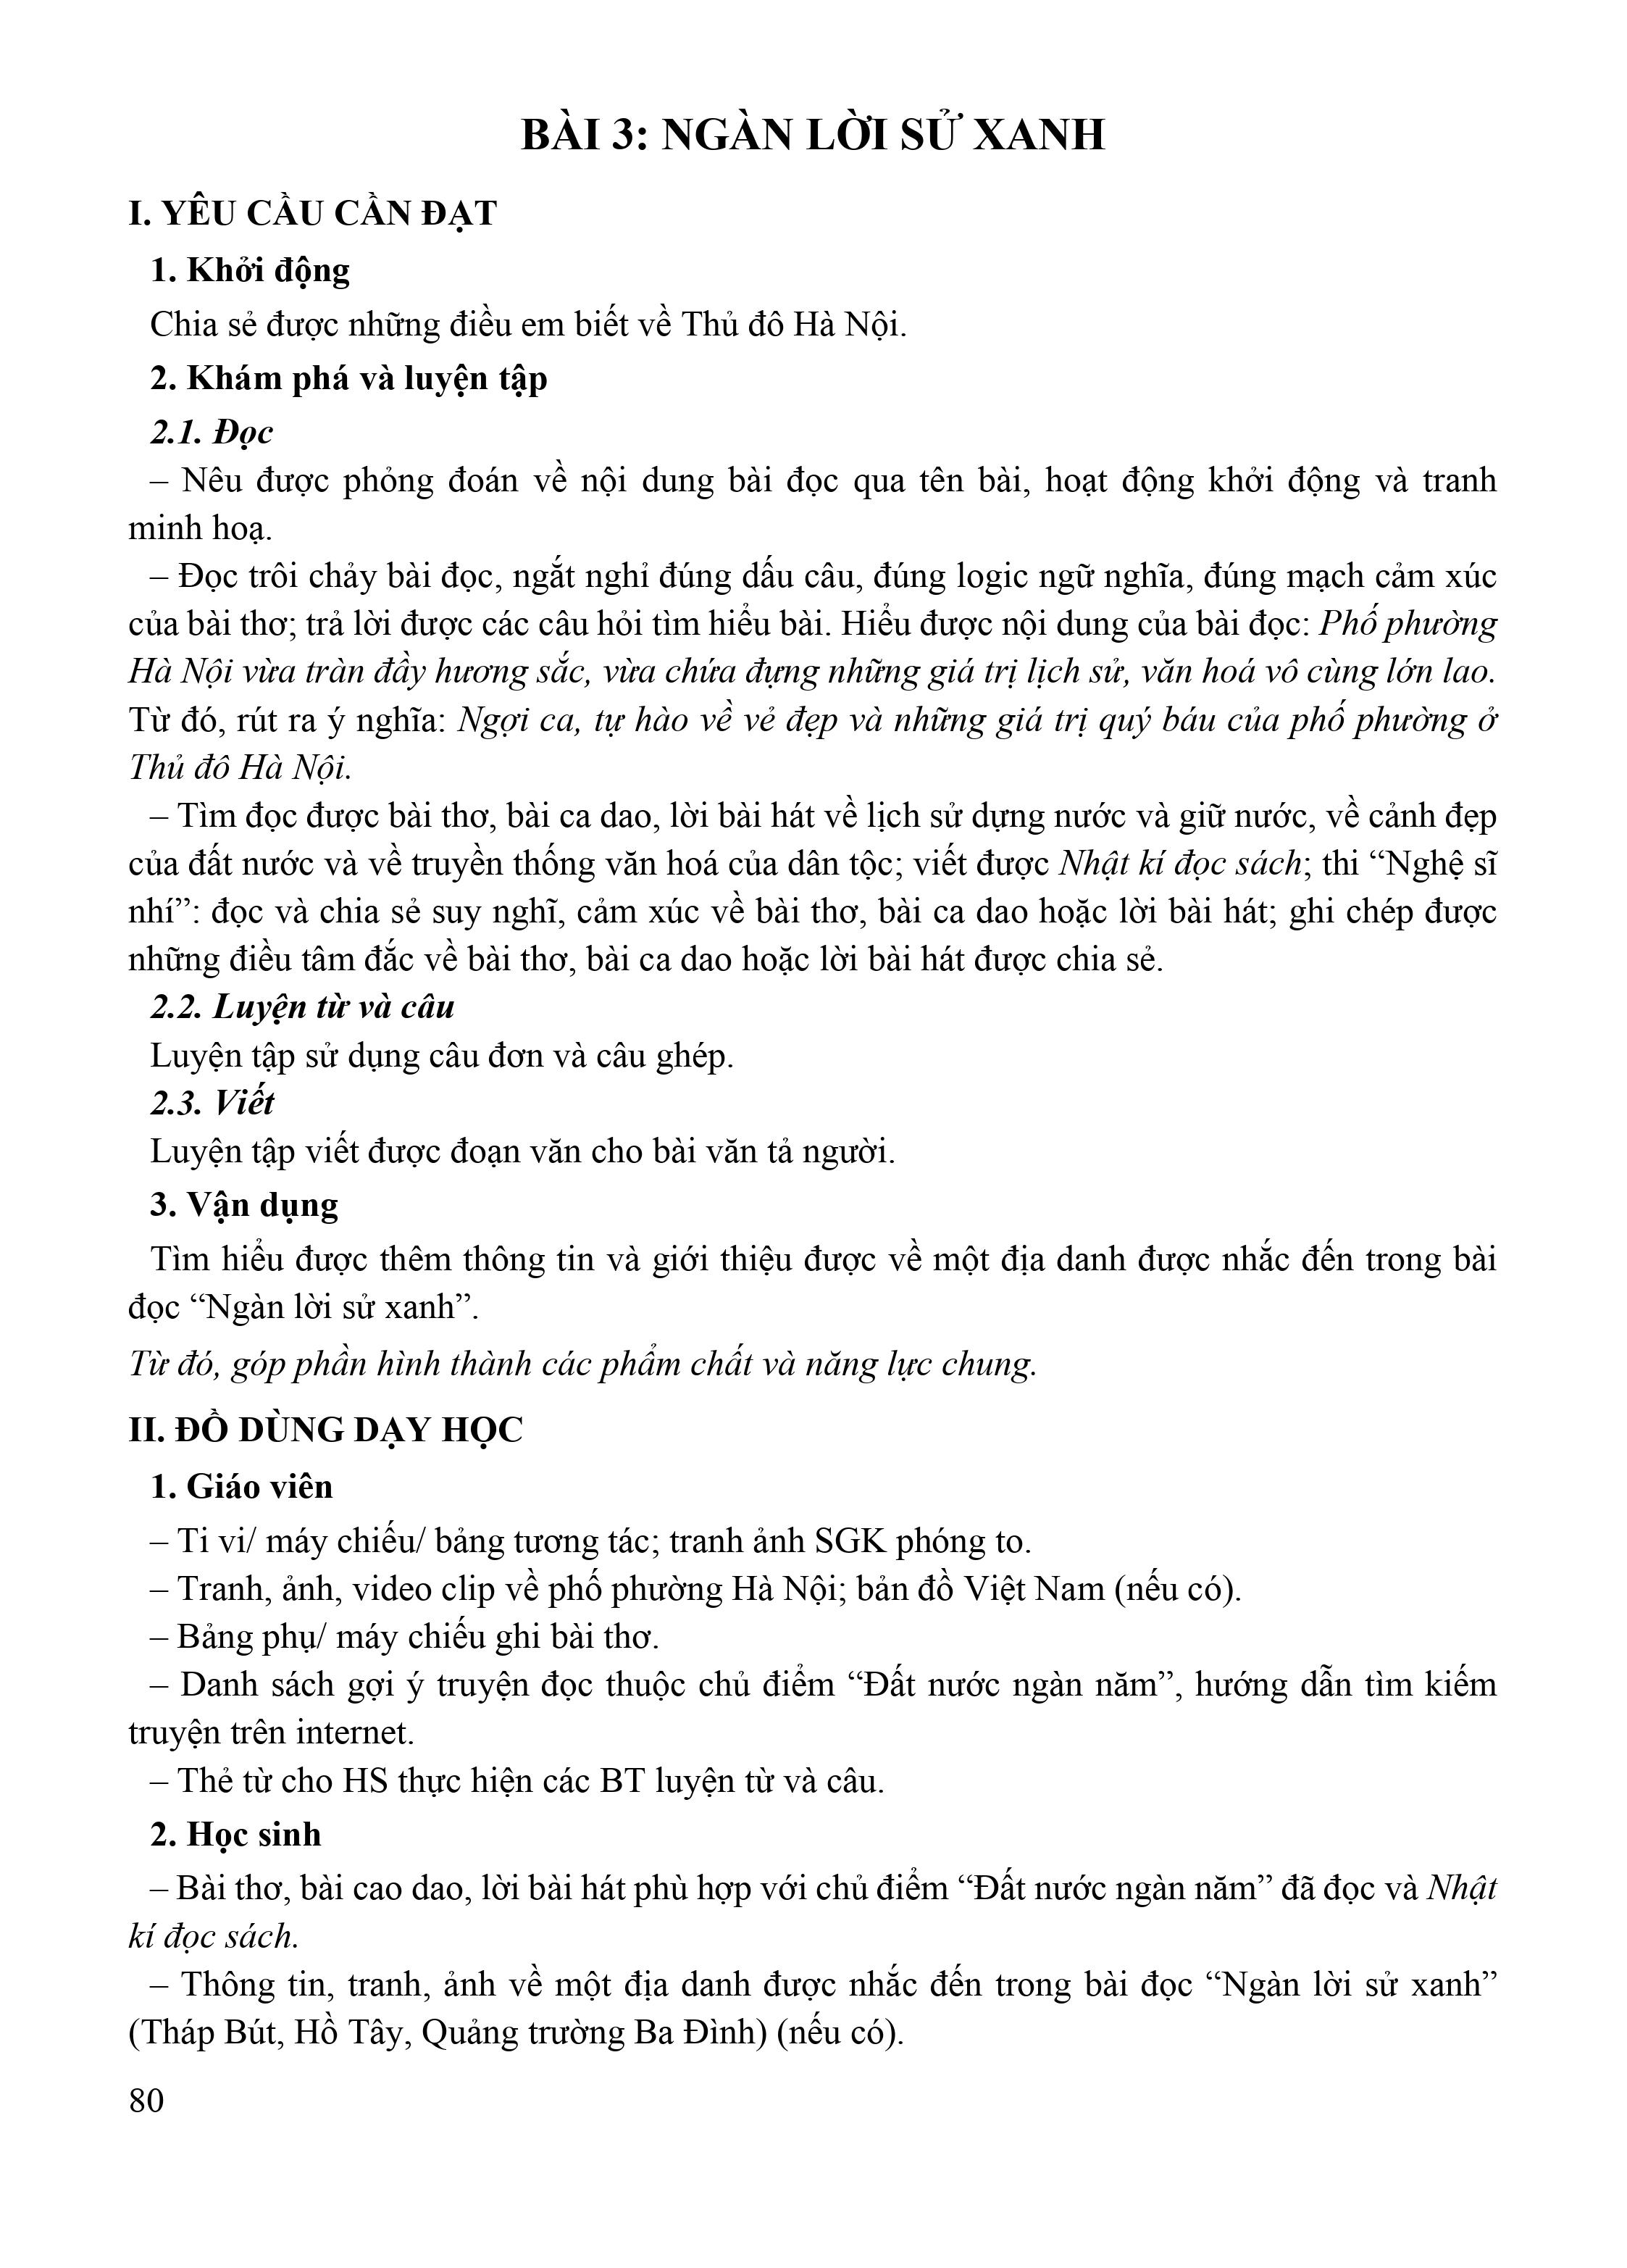 BÀI 3: NGÀN LỜI SỬ XANH
I. YÊU CẦU CẦN ĐẠT
1. Khởi động
Chia sẻ được những điều em biết về Thủ đô Hà Nội.
2. Khám phá và luyện tập
2.1. Đọc
– Nêu được phỏng đoán về nội dung bài đọc qua tên bài, hoạt động khởi động và tranh
minh hoạ.
– Đọc trôi chảy bài đọc, ngắt nghỉ đúng dấu câu, đúng logic ngữ nghĩa, đúng mạch cảm xúc
của bài thơ; trả lời được các câu hỏi tìm hiểu bài. Hiểu được nội dung của bài đọc: Phố phường
Hà Nội vừa tràn đầy hương sắc, vừa chứa đựng những giá trị lịch sử, văn hoá vô cùng lớn lao.
Từ đó, rút ra ý nghĩa: Ngợi ca, tự hào về vẻ đẹp và những giá trị quý báu của phố phường ở
Thủ đô Hà Nội.
– Tìm đọc được bài thơ, bài ca dao, lời bài hát về lịch sử dựng nước và giữ nước, về cảnh đẹp
của đất nước và về truyền thống văn hoá của dân tộc; viết được Nhật kí đọc sách; thi “Nghệ sĩ
nhí”: đọc và chia sẻ suy nghĩ, cảm xúc về bài thơ, bài ca dao hoặc lời bài hát; ghi chép được
những điều tâm đắc về bài thơ, bài ca dao hoặc lời bài hát được chia sẻ.
2.2. Luyện từ và câu
Luyện tập sử dụng câu đơn và câu ghép.
2.3. Viết
Luyện tập viết được đoạn văn cho bài văn tả người.
3. Vận dụng
Tìm hiểu được thêm thông tin và giới thiệu được về một địa danh được nhắc đến trong bài
đọc “Ngàn lời sử xanh”.
Từ đó, góp phần hình thành các phẩm chất và năng lực chung.
II. ĐỒ DÙNG DẠY HỌC
1. Giáo viên
– Ti vi/ máy chiếu/ bảng tương tác; tranh ảnh SGK phóng to.
– Tranh, ảnh, video clip về phố phường Hà Nội; bản đồ Việt Nam (nếu có).
– Bảng phụ/ máy chiếu ghi bài thơ.
– Danh sách gợi ý truyện đọc thuộc chủ điểm “Đất nước ngàn năm”, hướng dẫn tìm kiếm
truyện trên internet.
– Thẻ từ cho HS thực hiện các BT luyện từ và câu.
2. Học sinh
– Bài thơ, bài cao dao, lời bài hát phù hợp với chủ điểm “Đất nước ngàn năm” đã đọc và Nhật
kí đọc sách.
– Thông tin, tranh, ảnh về một địa danh được nhắc đến trong bài đọc “Ngàn lời sử xanh”
(Tháp Bút, Hồ Tây, Quảng trường Ba Đình) (nếu có).
80